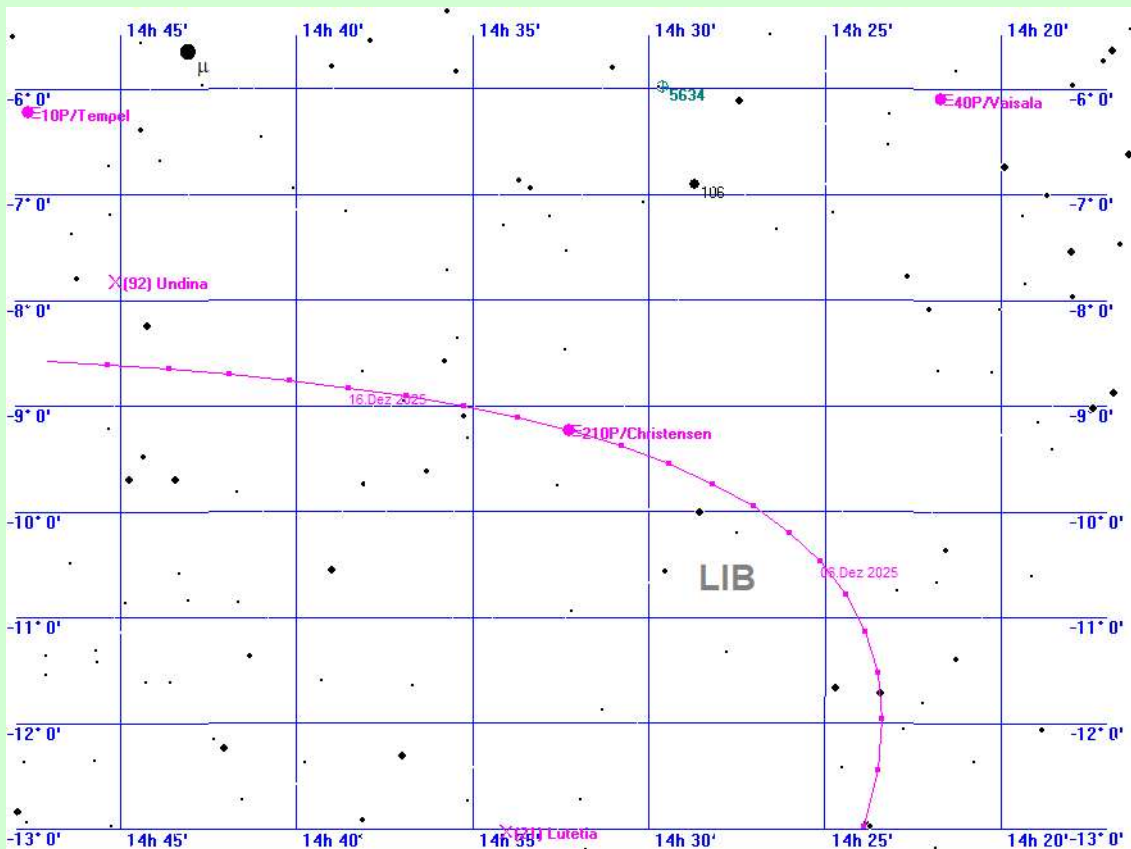 14h 45' 14h 40' 14h 35' 14h 30' 14h 25' 14h 20'
μ
-6° 0' 5634 -6° 0'
10P/Tempel 40P/Vaisala
106
-7° 0' -7° 0'
(92) Undina
-8° 0' -8° 0'
16.Dez 2025
-9° 0' -9° 0'
210P/Christensen
-10° 0' -10° 0'
LIB 06.Dez 2025
-11° 0' -11° 0'
-12° 0' -12° 0'
-13° 0' 14h 45' 14h 40' (21) Lutetia 14h 35' 14h 30' 14h 25' 14h 20' -13° 0'